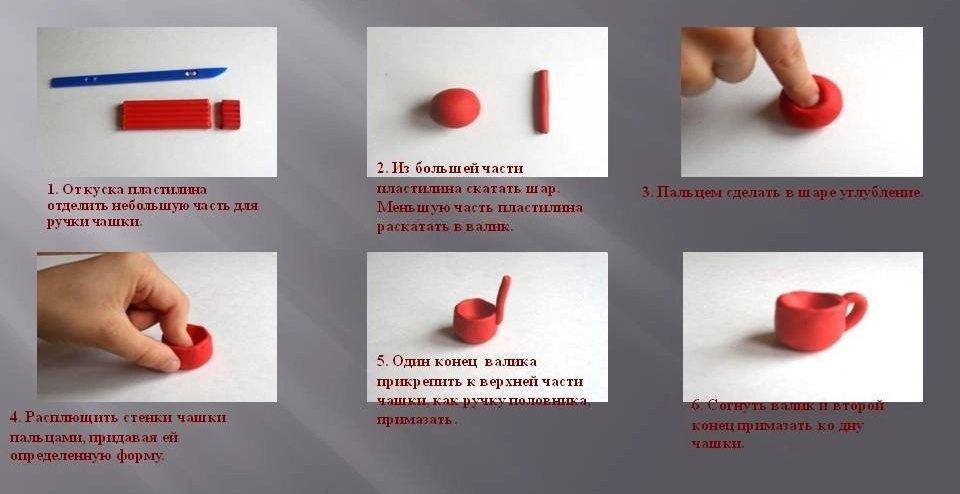 1. От куска пластилина
отделить небольшую часть для
ручки чашки.
2. Из большей части
пластилина скатать шар.
Меньшую часть пластилина
раскатать в валик.
3. Пальцем сделать в шаре углубление.
4. Расплющить стенки чашки
пальцами, придавая ей
определенную форму.
5. Один конец валика
прикрепить к верхней части
чашки, как ручку половника,
примазать.
6. Согнуть валик и второй
конец примазать ко дну
чашки.